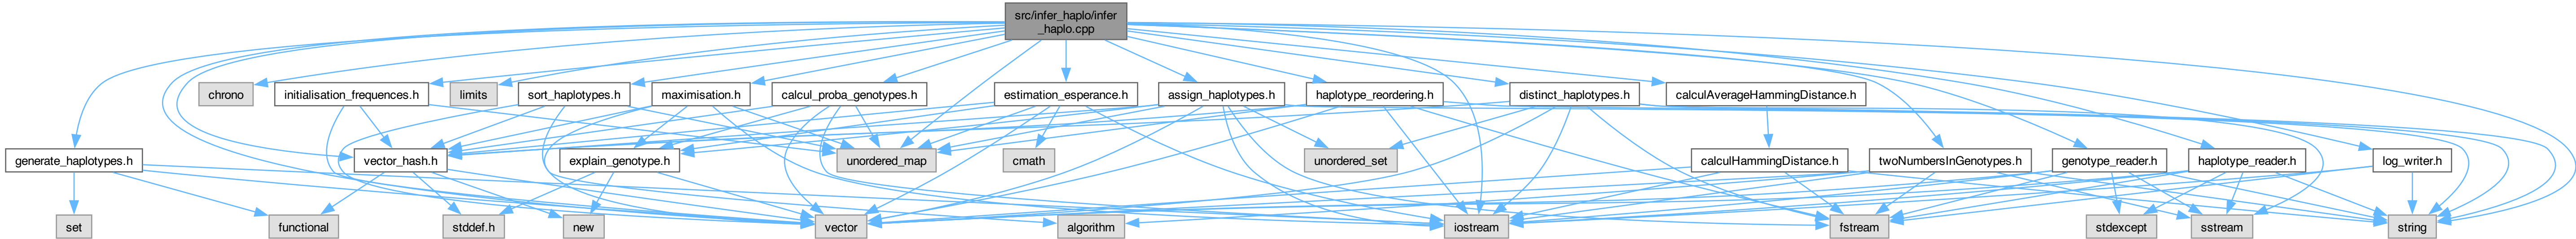 src/infer_haplo/infer
_haplo.cpp
chrono
initialisation_frequences.h
limits
sort_haplotypes.h
maximisation.h
calcul_proba_genotypes.h
estimation_esperance.h
assign_haplotypes.h
haplotype_reordering.h
distinct_haplotypes.h
calculAverageHammingDistance.h
generate_haplotypes.h
vector_hash.h
explain_genotype.h
unordered_map
cmath
unordered_set
calculHammingDistance.h
twoNumbersInGenotypes.h
genotype_reader.h
haplotype_reader.h
log_writer.h
set
functional
stddef.h
new
vector
algorithm
iostream
fstream
stdexcept
sstream
string